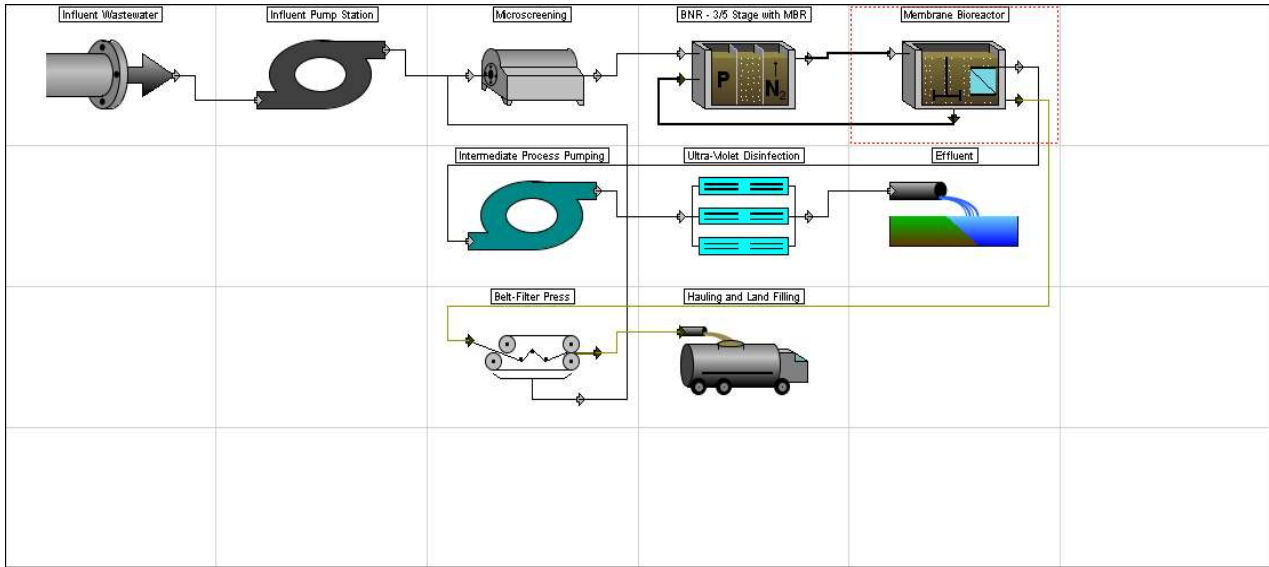 Influent Wastewater
Influent Pump Station
Microscreening
BNR - 3/5 Stage with MBR
Membrane Bioreactor
P
N2
Intermediate Process Pumping
Ultra-Violet Disinfection
Effluent
Belt-Filter Press
Hauling and Land Filling